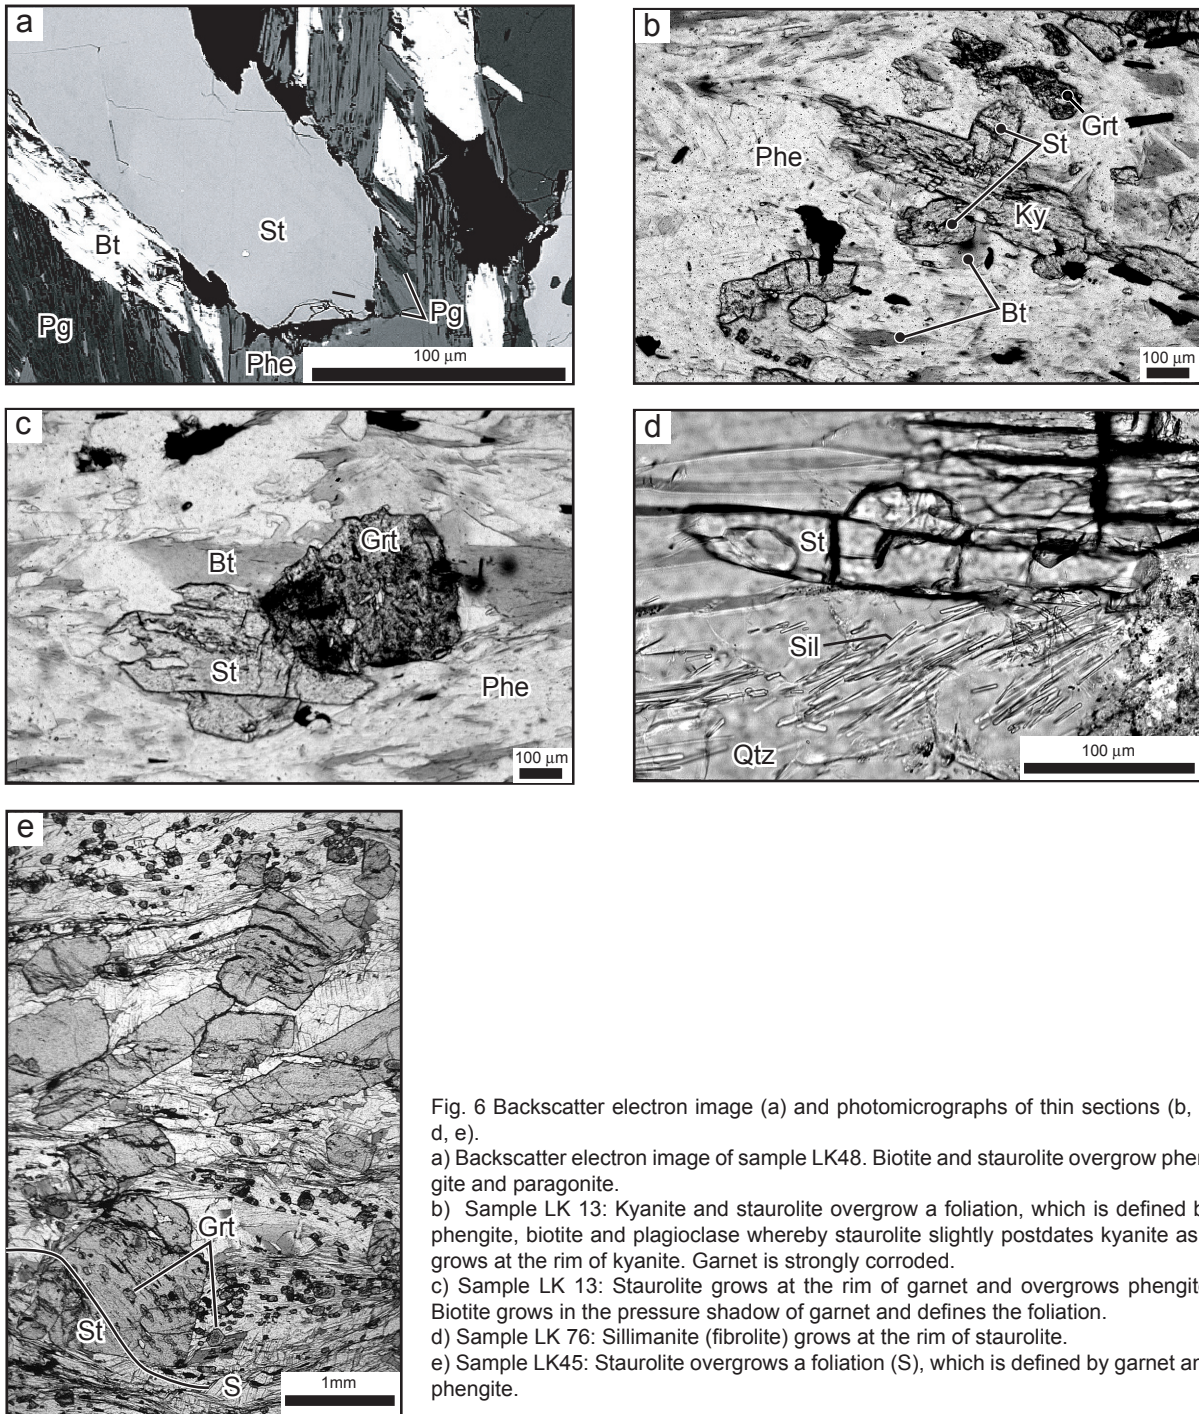 a
St
Bt
Pg
Pg
Phe
100 µm
b
Grt
St
Phe
Ky
Bt
100 µm
c
Grt
Bt
St
Phe
100 µm
d
St
Sil
Qtz
100 µm
e
Grt
St
S
1mm
Fig. 6 Backscatter electron image (a) and photomicrographs of thin sections (b,
d, e).
a) Backscatter electron image of sample LK48. Biotite and staurolite overgrow phen
gite and paragonite.
b) Sample LK 13: Kyanite and staurolite overgrow a foliation, which is defined b
phengite, biotite and plagioclase whereby staurolite slightly postdates kyanite as
grows at the rim of kyanite. Garnet is strongly corroded.
c) Sample LK 13: Staurolite grows at the rim of garnet and overgrows phengit
Biotite grows in the pressure shadow of garnet and defines the foliation.
d) Sample LK 76: Sillimanite (fibrolite) grows at the rim of staurolite.
e) Sample LK45: Staurolite overgrows a foliation (S), which is defined by garnet an
phengite.